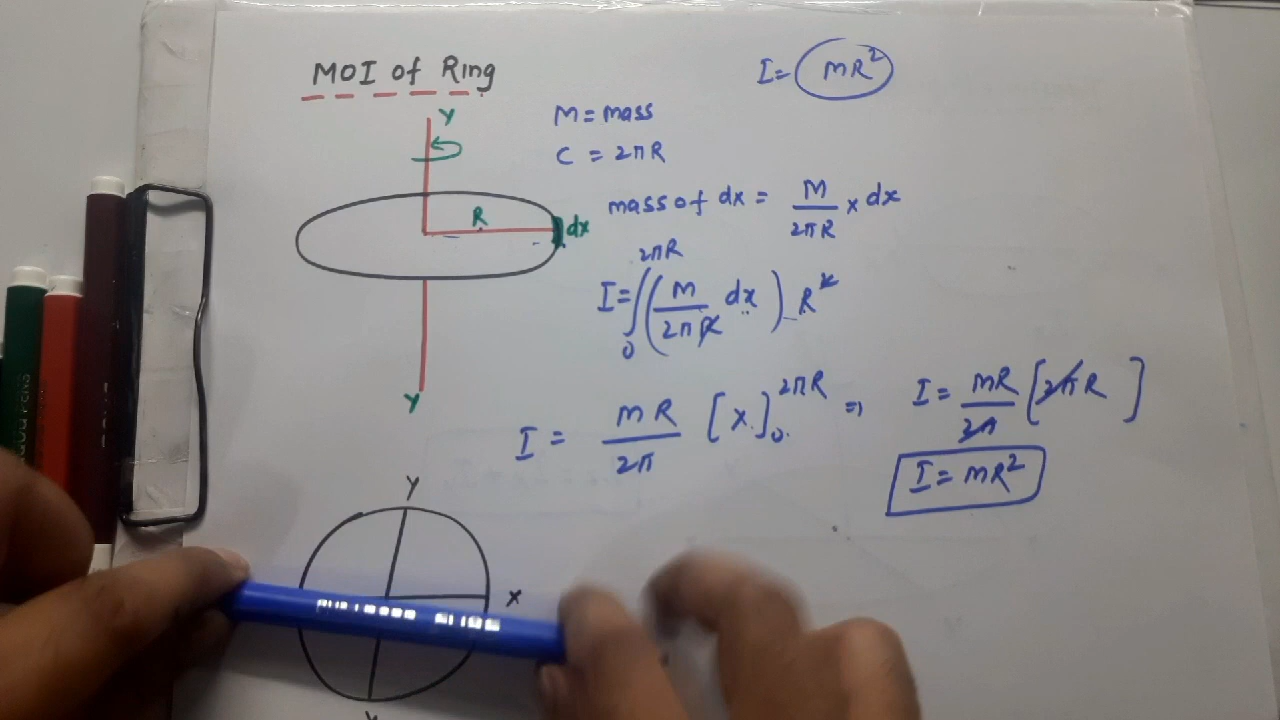 MOI of Ring
I = MR²
Y
M = mass
C = 2πR
R
dx
mass of dx = M/2πR × dx
I = ∫₀^2πR (M/2πR dx) R²
Y
I = MR/2π [x]₀^2πR ⇒ I = MR/2π [2πR]
I = MR²
Y
X